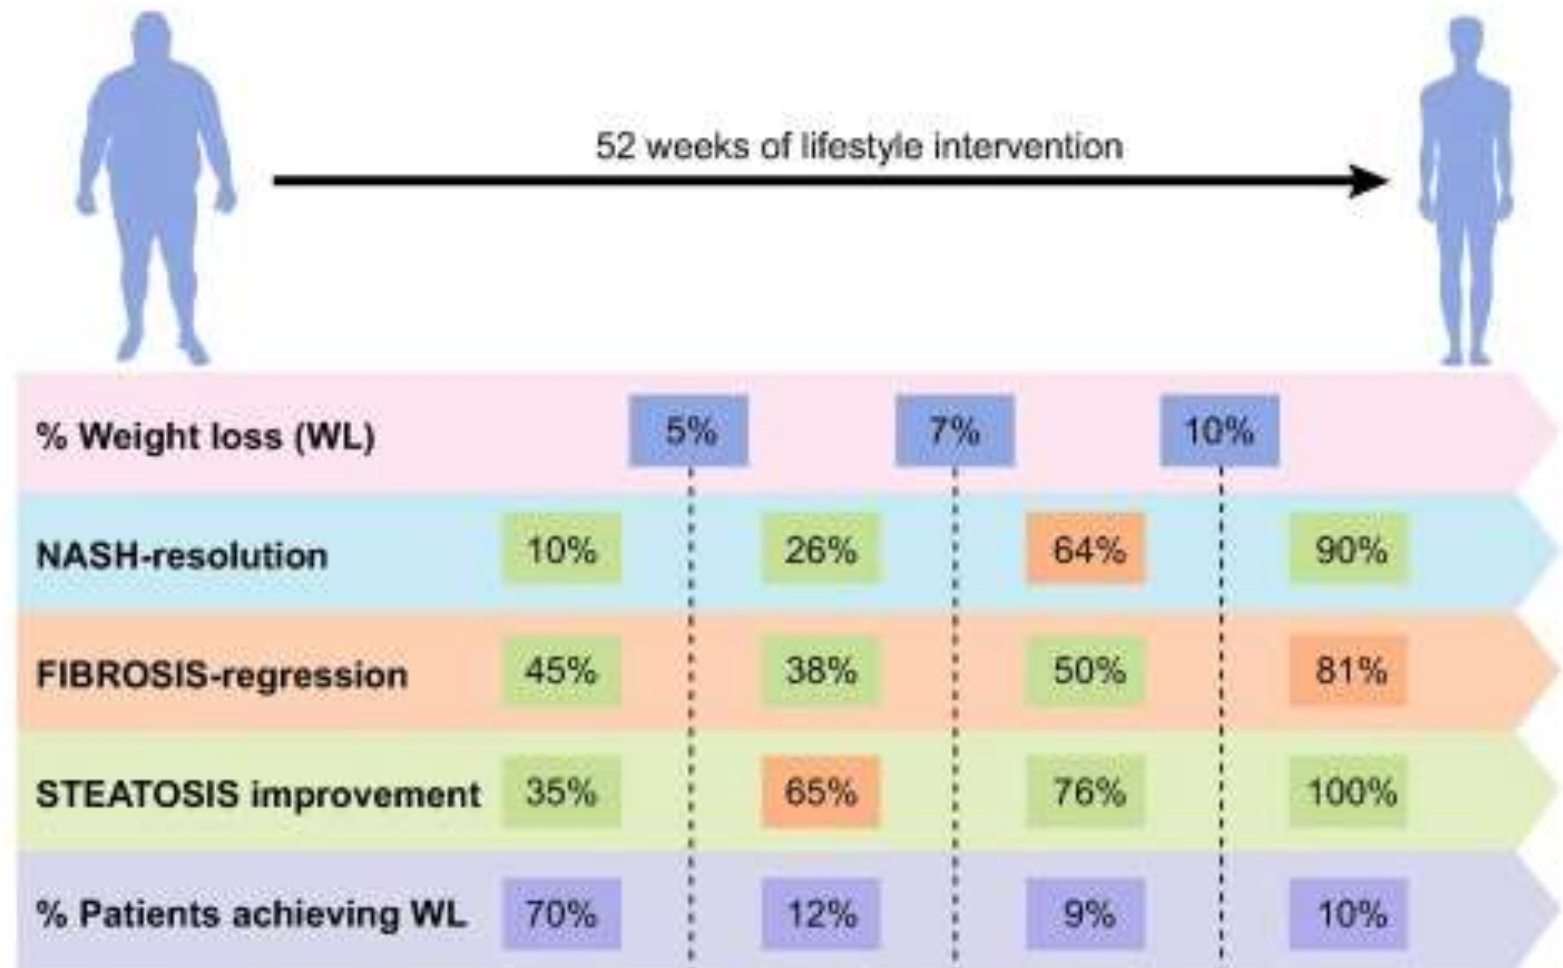 52 weeks of lifestyle intervention
% Weight loss (WL) 5% 7% 10%
NASH-resolution 10% 26% 64% 90%
FIBROSIS-regression 45% 38% 50% 81%
STEATOSIS improvement 35% 65% 76% 100%
% Patients achieving WL 70% 12% 9% 10%